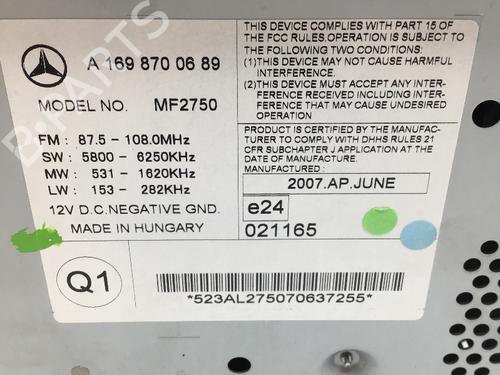 A 169 870 06 89
MODEL NO. MF2750
FM : 87.5 - 108.0MHz
SW : 5800 - 6250KHz
MW : 531 - 1620KHz
LW : 153 - 282KHz
12V D.C.NEGATIVE GND.
MADE IN HUNGARY
THIS DEVICE COMPLIES WITH PART 15 OF
THE FCC RULES.OPERATION IS SUBJECT TO
THE FOLLOWING TWO CONDITIONS:
(1)THIS DEVICE MAY NOT CAUSE HARMFUL
INTERFERENCE, AND
(2)THIS DEVICE MUST ACCEPT ANY
INTERFERENCE RECEIVED INCLUDING
INTERFERENCE THAT MAY CAUSE UNDESIRED
OPERATION
PRODUCT IS CERTIFIED BY THE MANUFAC-
TURER TO COMPLY WITH DHHS RULES 21
CFR SUBCHAPTER J APPLICATION AT THE
DATE OF MANUFACTURE.
MANUFACTURED :
2007.AP.JUNE
e24
021165
Q1
*523AL275070637255*
B-PARTS